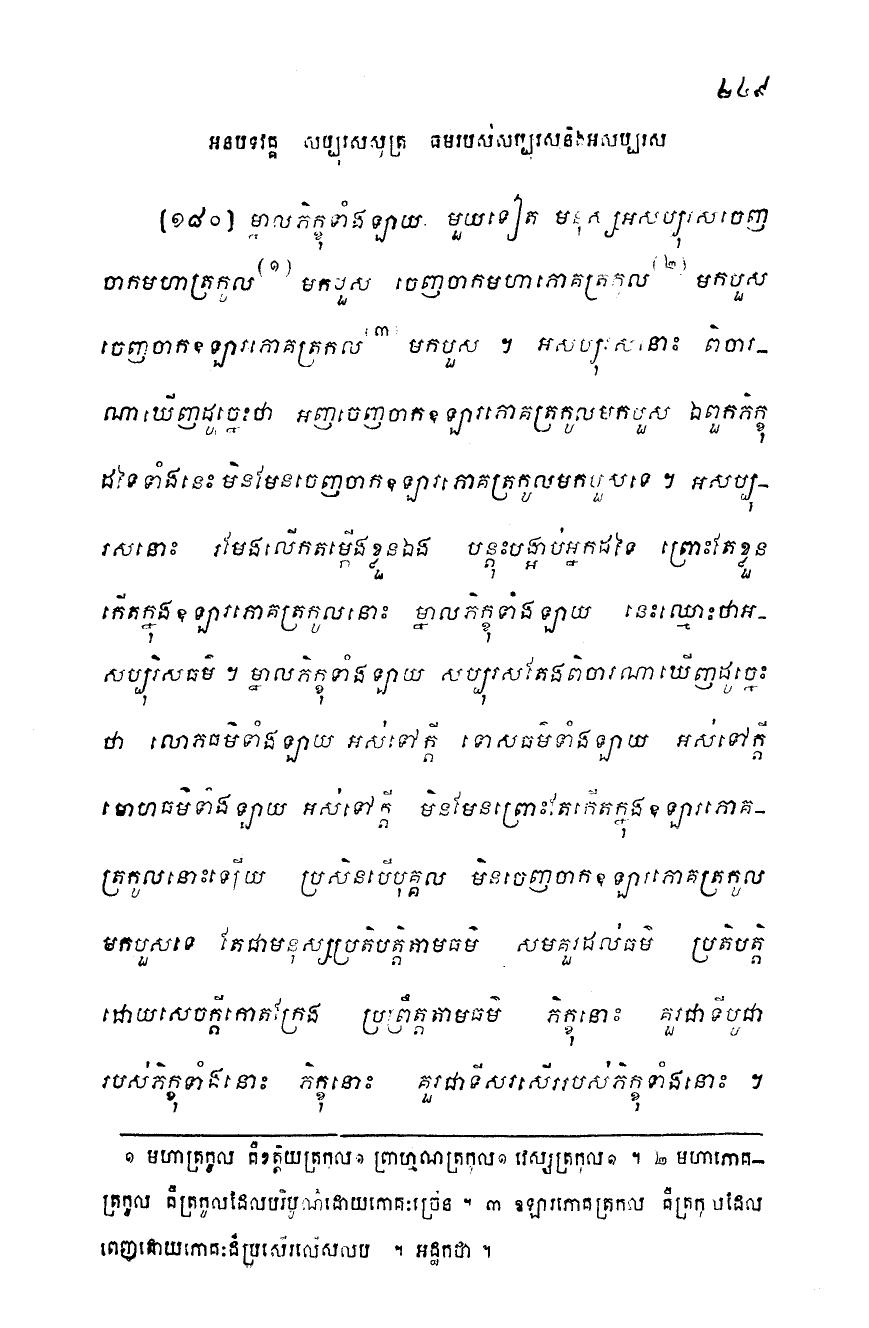 ២៤៩
អនុបទវគ្គ សប្បុរិសសូត្រ ធម៌របស់សប្បុរសនិងអសប្បុរស
[១៨០] ម្នាលភិក្ខុទាំងឡាយ មួយទៀត មនុស្សអសប្បុរសចេញ
ចាកមហាត្រកូល(១) មកបួស ចេញចាកមហាភោគត្រកូល(២) មកបួស
ចេញចាកឧឡារភោគត្រកូល(៣) មកបួស ។ អសប្បុរសនោះ ពិចារ-
ណាឃើញដូច្នេះថា អញចេញចាកឧឡារភោគត្រកូលមកបួស ឯពួកភិក្ខុ
ដទៃទាំងនេះ មិនមែនចេញចាកឧឡារភោគត្រកូលមកបួសទេ ។ អសប្បុ-
រសនោះ រមែងលើកតម្កើងខ្លួនឯង បន្តុះបង្អាប់អ្នកដទៃ ព្រោះតែខ្លួន
កើតក្នុងឧឡារភោគត្រកូលនោះ ម្នាលភិក្ខុទាំងឡាយ នេះឈ្មោះថាអ-
សប្បុរិសធម៌ ។ ម្នាលភិក្ខុទាំងឡាយ សប្បុរសតែងពិចារណាឃើញដូច្នេះ
ថា លោភធម៌ទាំងឡាយ អស់ទៅក្តី ទោសធម៌ទាំងឡាយ អស់ទៅក្តី
មោហធម៌ទាំងឡាយ អស់ទៅក្តី មិនមែនព្រោះតែកើតក្នុងឧឡារភោគ-
ត្រកូលនោះទេឡើយ ប្រសិនបើបុគ្គល មិនចេញចាកឧឡារភោគត្រកូល
មកបួសទេ តែជាមនុស្សប្រតិបត្តិតាមធម៌ សមគួរដល់ធម៌ ប្រតិបត្តិ
ដោយសេចក្តីកោតក្រែង ប្រព្រឹត្តតាមធម៌ ភិក្ខុនោះ គួរជាទីបូជា
របស់ភិក្ខុទាំងនោះ ភិក្ខុនោះ គួរជាទីសរសើររបស់ភិក្ខុទាំងនោះ ។
១ មហាត្រកូល គឺខត្តិយត្រកូល១ ព្រាហ្មណត្រកូល១ វេស្សត្រកូល១ ។ ២ មហាភោគ-
ត្រកូល គឺត្រកូលដែលបរិបូណ៌ដោយភោគៈច្រើន ។ ៣ ឧឡារភោគត្រកូល គឺត្រកូលដែល
ពេញដោយភោគៈដ៏ប្រសើរលើសលុប ។ អដ្ឋកថា ។